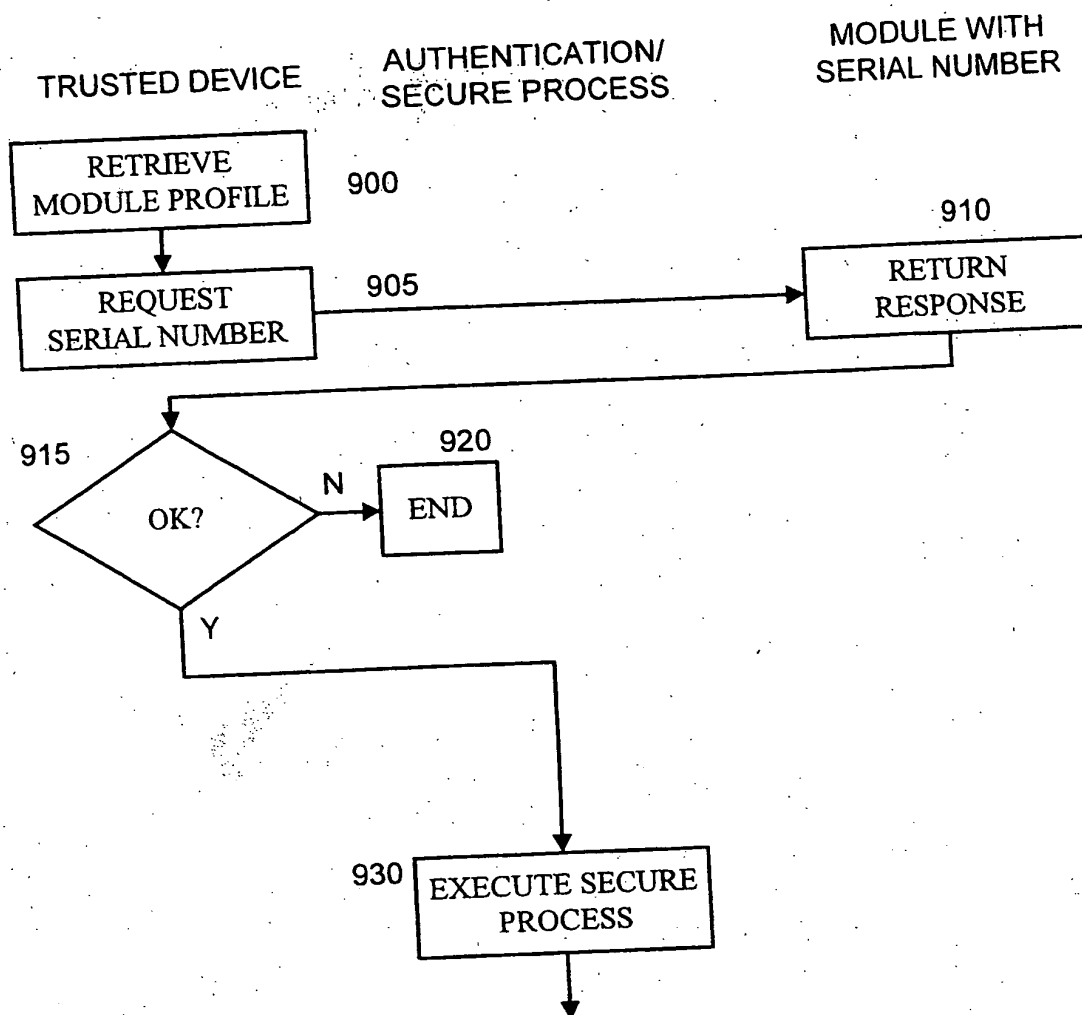 TRUSTED DEVICE
AUTHENTICATION/
SECURE PROCESS
MODULE WITH
SERIAL NUMBER
RETRIEVE
MODULE PROFILE
900
REQUEST
SERIAL NUMBER
905
910
RETURN
RESPONSE
915
OK?
N
920
END
Y
930
EXECUTE SECURE
PROCESS